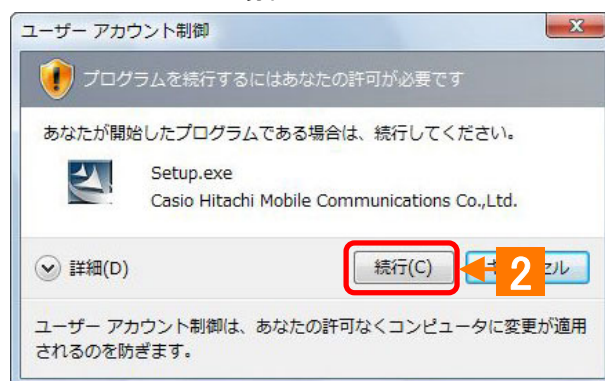 ユーザー アカウント制御
プログラムを続行するにはあなたの許可が必要です
あなたが開始したプログラムである場合は、続行してください。
Setup.exe
Casio Hitachi Mobile Communications Co.,Ltd.
詳細(D)
続行(C)
2
セル
ユーザー アカウント制御は、あなたの許可なくコンピュータに変更が適用
されるのを防ぎます。